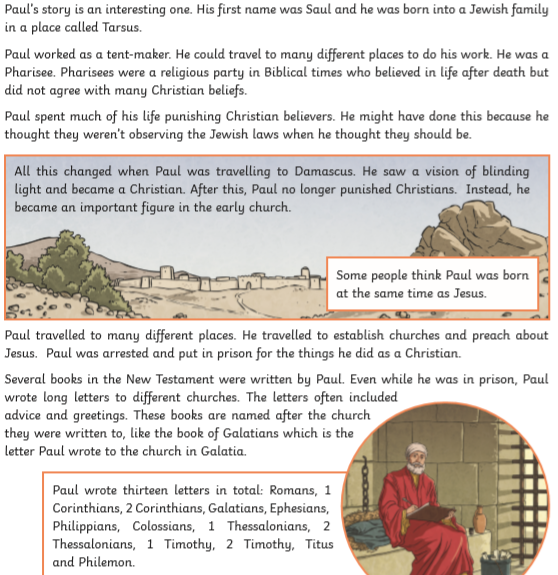 Paul's story is an interesting one. His first name was Saul and he was born into a Jewish family
in a place called Tarsus.
Paul worked as a tent-maker. He could travel to many different places to do his work. He was a
Pharisee. Pharisees were a religious party in Biblical times who believed in life after death but
did not agree with many Christian beliefs.
Paul spent much of his life punishing Christian believers. He might have done this because he
thought they weren't observing the Jewish laws when he thought they should be.
All this changed when Paul was travelling to Damascus. He saw a vision of blinding
light and became a Christian. After this, Paul no longer punished Christians. Instead, he
became an important figure in the early church.
Some people think Paul was born
at the same time as Jesus.
Paul travelled to many different places. He travelled to establish churches and preach about
Jesus. Paul was arrested and put in prison for the things he did as a Christian.
Several books in the New Testament were written by Paul. Even while he was in prison, Paul
wrote long letters to different churches. The letters often included
advice and greetings. These books are named after the church
they were written to, like the book of Galatians which is the
letter Paul wrote to the church in Galatia.
Paul wrote thirteen letters in total: Romans, 1
Corinthians, 2 Corinthians, Galatians, Ephesians,
Philippians, Colossians, 1 Thessalonians, 2
Thessalonians, 1 Timothy, 2 Timothy, Titus
and Philemon.